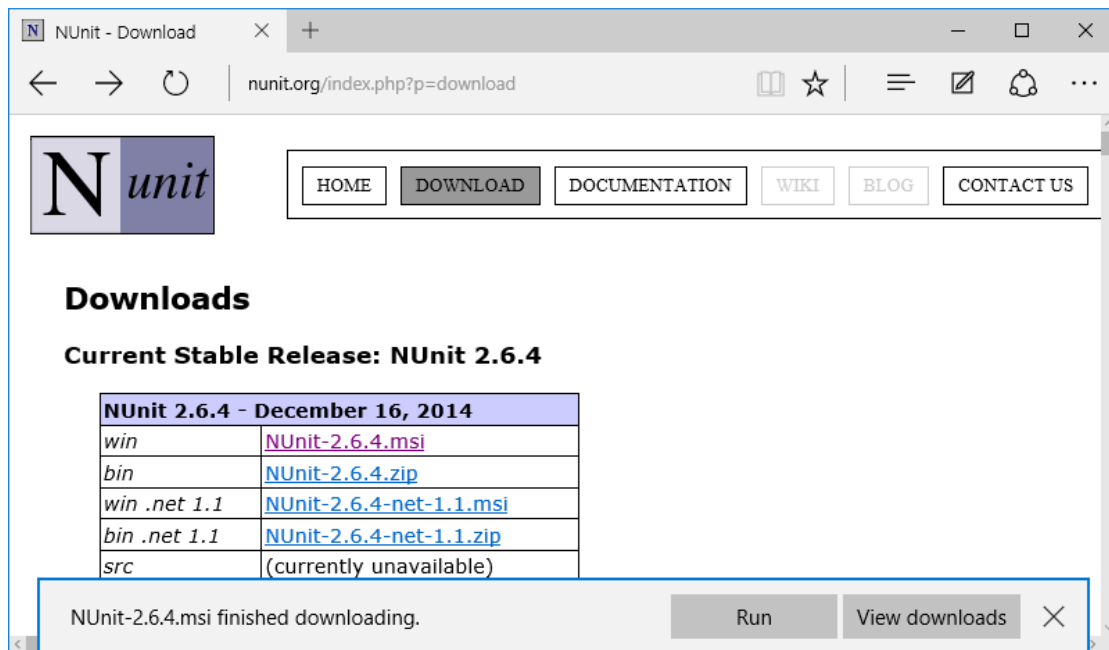 N NUnit - Download
nunit.org/index.php?p=download
N unit
HOME DOWNLOAD DOCUMENTATION WIKI BLOG CONTACT US
Downloads
Current Stable Release: NUnit 2.6.4
NUnit 2.6.4 - December 16, 2014
win NUnit-2.6.4.msi
bin NUnit-2.6.4.zip
win .net 1.1 NUnit-2.6.4-net-1.1.msi
bin .net 1.1 NUnit-2.6.4-net-1.1.zip
src (currently unavailable)
NUnit-2.6.4.msi finished downloading. Run View downloads